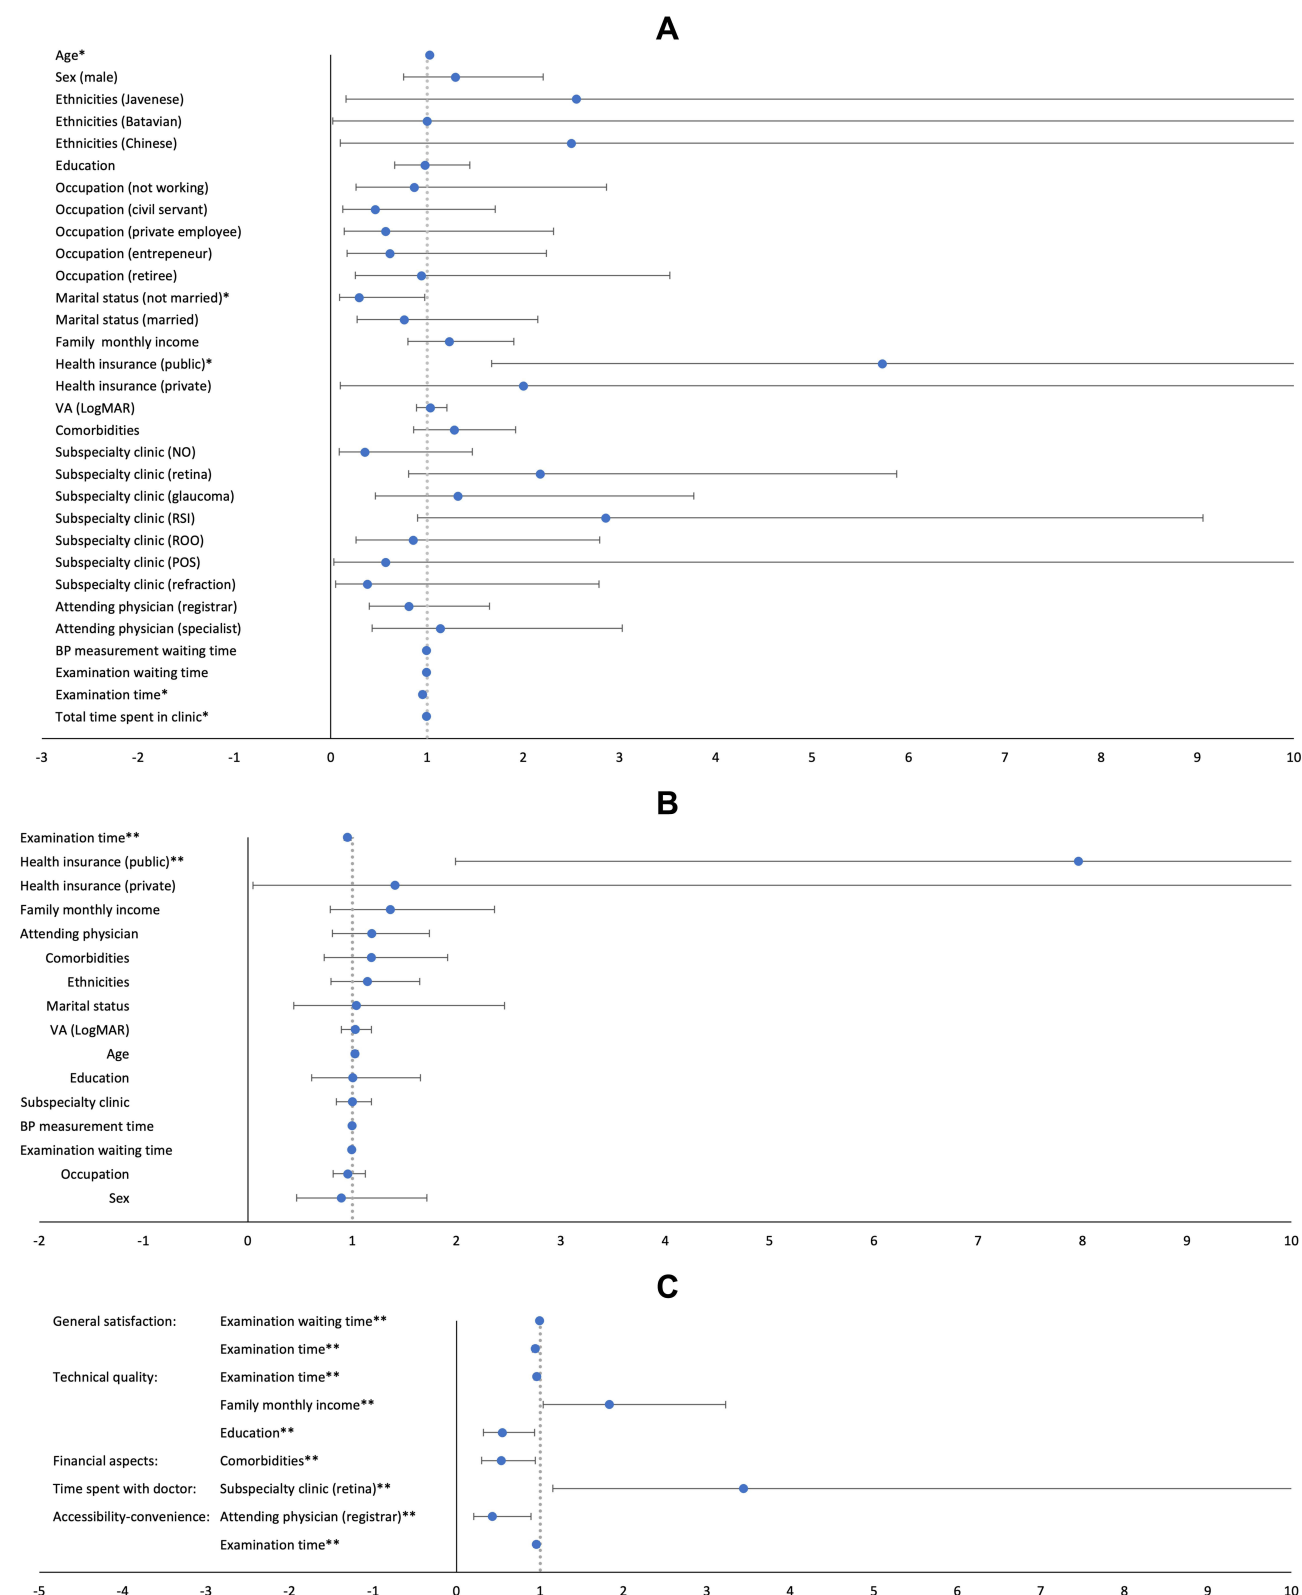 A
Age*
Sex (male)
Ethnicities (Javenese)
Ethnicities (Batavian)
Ethnicities (Chinese)
Education
Occupation (not working)
Occupation (civil servant)
Occupation (private employee)
Occupation (entrepeneur)
Occupation (retiree)
Marital status (not married)*
Marital status (married)
Family monthly income
Health insurance (public)*
Health insurance (private)
VA (LogMAR)
Comorbidities
Subspecialty clinic (NO)
Subspecialty clinic (retina)
Subspecialty clinic (glaucoma)
Subspecialty clinic (RSI)
Subspecialty clinic (ROO)
Subspecialty clinic (POS)
Subspecialty clinic (refraction)
Attending physician (registrar)
Attending physician (specialist)
BP measurement waiting time
Examination waiting time
Examination time*
Total time spent in clinic*
-3 -2 -1 0 1 2 3 4 5 6 7 8 9 10
B
Examination time**
Health insurance (public)**
Health insurance (private)
Family monthly income
Attending physician
Comorbidities
Ethnicities
Marital status
VA (LogMAR)
Age
Education
Subspecialty clinic
BP measurement time
Examination waiting time
Occupation
Sex
-2 -1 0 1 2 3 4 5 6 7 8 9 10
C
General satisfaction: Examination waiting time**
Examination time**
Technical quality: Examination time**
Family monthly income**
Education**
Financial aspects: Comorbidities**
Time spent with doctor: Subspecialty clinic (retina)**
Accessibility-convenience: Attending physician (registrar)**
Examination time**
-5 -4 -3 -2 -1 0 1 2 3 4 5 6 7 8 9 10